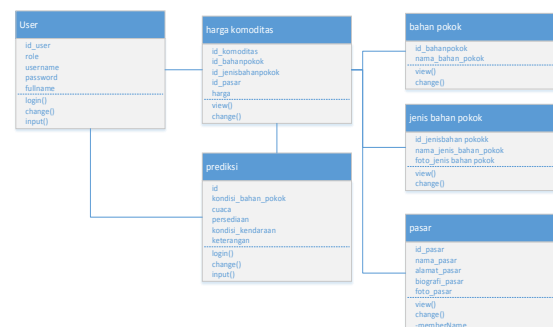 User
id_user
role
username
password
fullname
login()
change()
input()
harga komoditas
id_komoditas
id_bahanpokok
id_jenisbahanpokok
id_pasar
harga
view()
change()
prediksi
id
kondisi_bahan_pokok
cuaca
persediaan
kondisi_kendaraan
keterangan
login()
change()
input()
bahan pokok
id_bahanpokok
nama_bahan_pokok
view()
change()
jenis bahan pokok
id_jenisbahan pokokk
nama_jenis_bahan_pokok
foto_jenis bahan pokok
view()
change()
pasar
id_pasar
nama_pasar
alamat_pasar
biografi_pasar
foto_pasar
view()
change()
-memberName